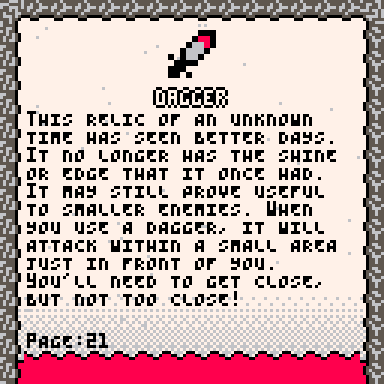 DAGGER
THIS RELIC OF AN UNKNOWN
TIME HAS SEEN BETTER DAYS.
IT NO LONGER HAS THE SHINE
OR EDGE THAT IT ONCE HAD.
IT MAY STILL PROVE USEFUL
TO SMALLER ENEMIES. WHEN
YOU USE A DAGGER, IT WILL
ATTACK WITHIN A SMALL AREA
JUST IN FRONT OF YOU.
YOU'LL NEED TO GET CLOSE,
BUT NOT TOO CLOSE!
PAGE:21